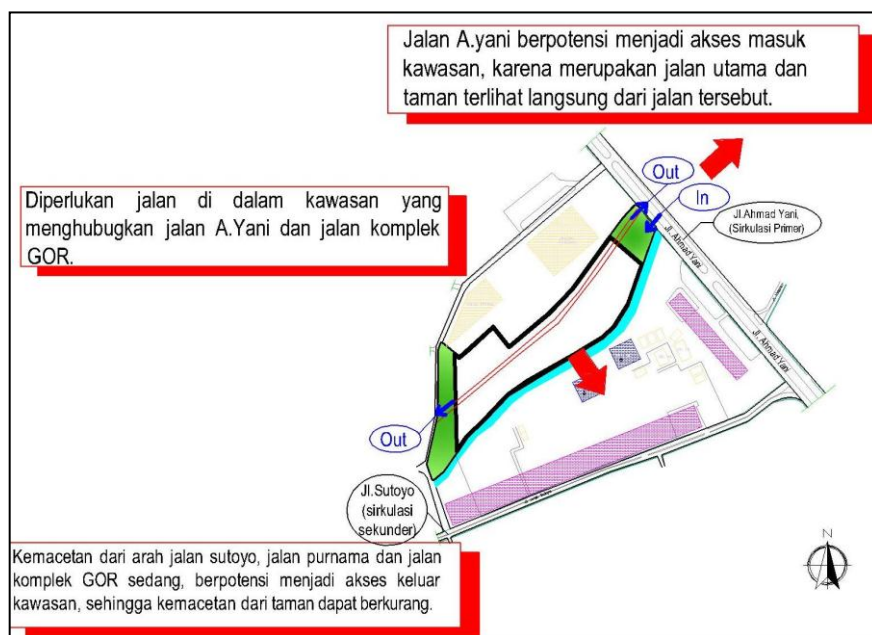 Jalan A.yani berpotensi menjadi akses masuk
kawasan, karena merupakan jalan utama dan
taman terlihat langsung dari jalan tersebut.
Out
In
Diperlukan jalan di dalam kawasan yang
menghubugkan jalan A.Yani dan jalan komplek
GOR.
Jl.Ahmad Yani,
(Sirkulasi Primer)
Jl. Ahmad Yani
Jl. Ahmad Yani
Out
Jl.Sutoyo
(sirkulasi
sekunder)
N
Kemacetan dari arah jalan sutoyo, jalan purnama dan jalan
komplek GOR sedang, berpotensi menjadi akses keluar
kawasan, sehingga kemacetan dari taman dapat berkurang.